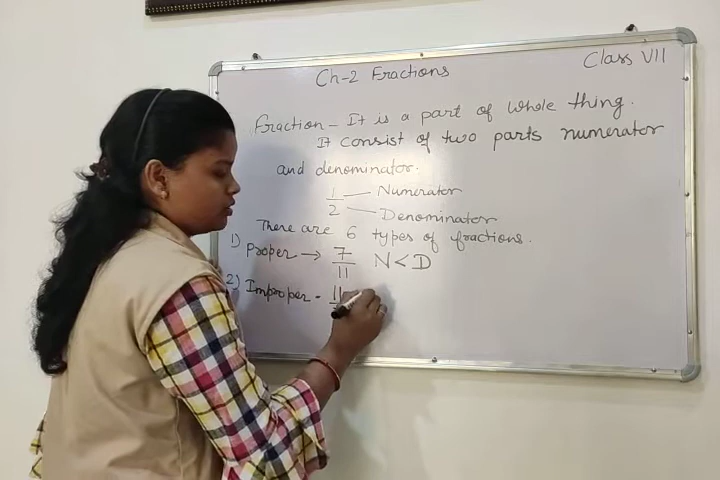 Class VII
Ch-2 Fractions
Fraction - It is a part of whole thing.
It consist of two parts numerator
and denominator.
1 — Numerator
2 — Denominator
There are 6 types of fractions.
1) Proper → 7/11 N < D
2) Improper - 11